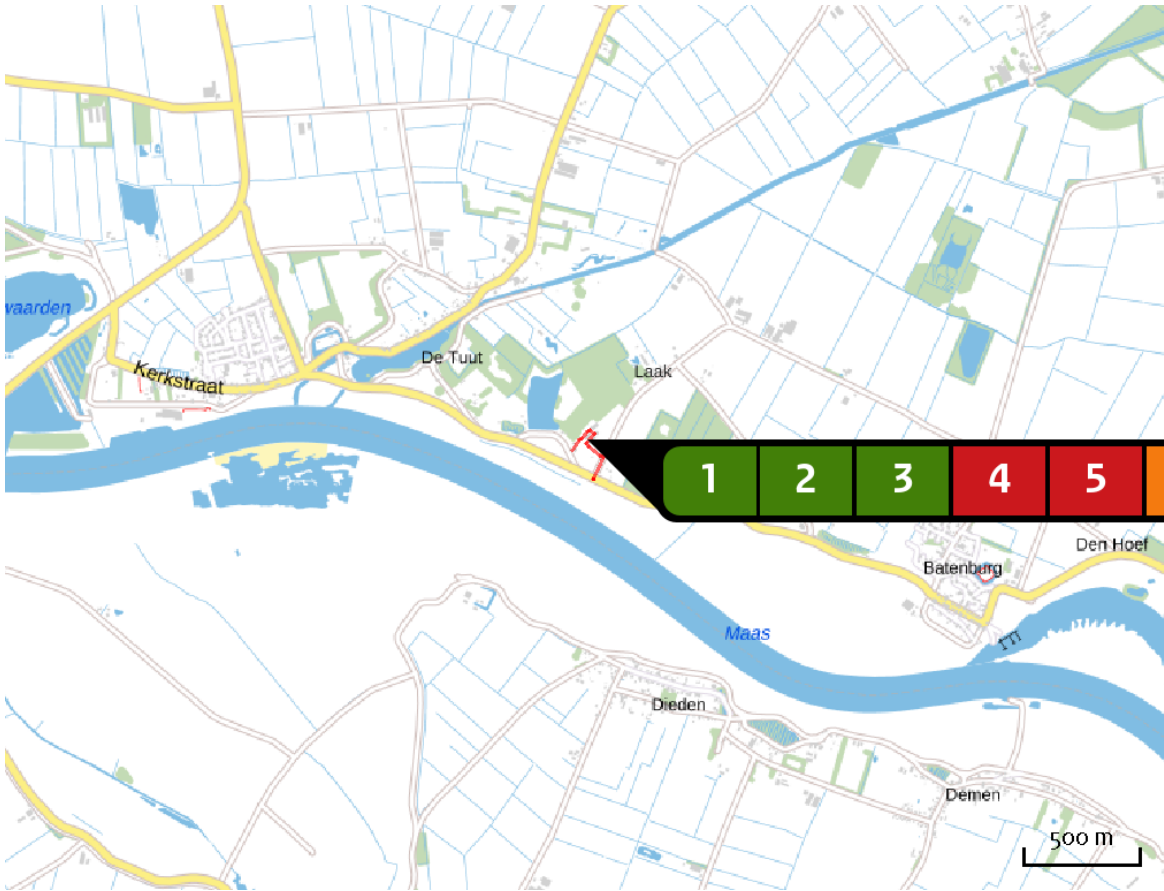 waarden
De Tuut
Kerkstraat
Laak
1 2 3 4 5
Den Hoef
Batenburg
Maas
Dieden
Demen
500 m